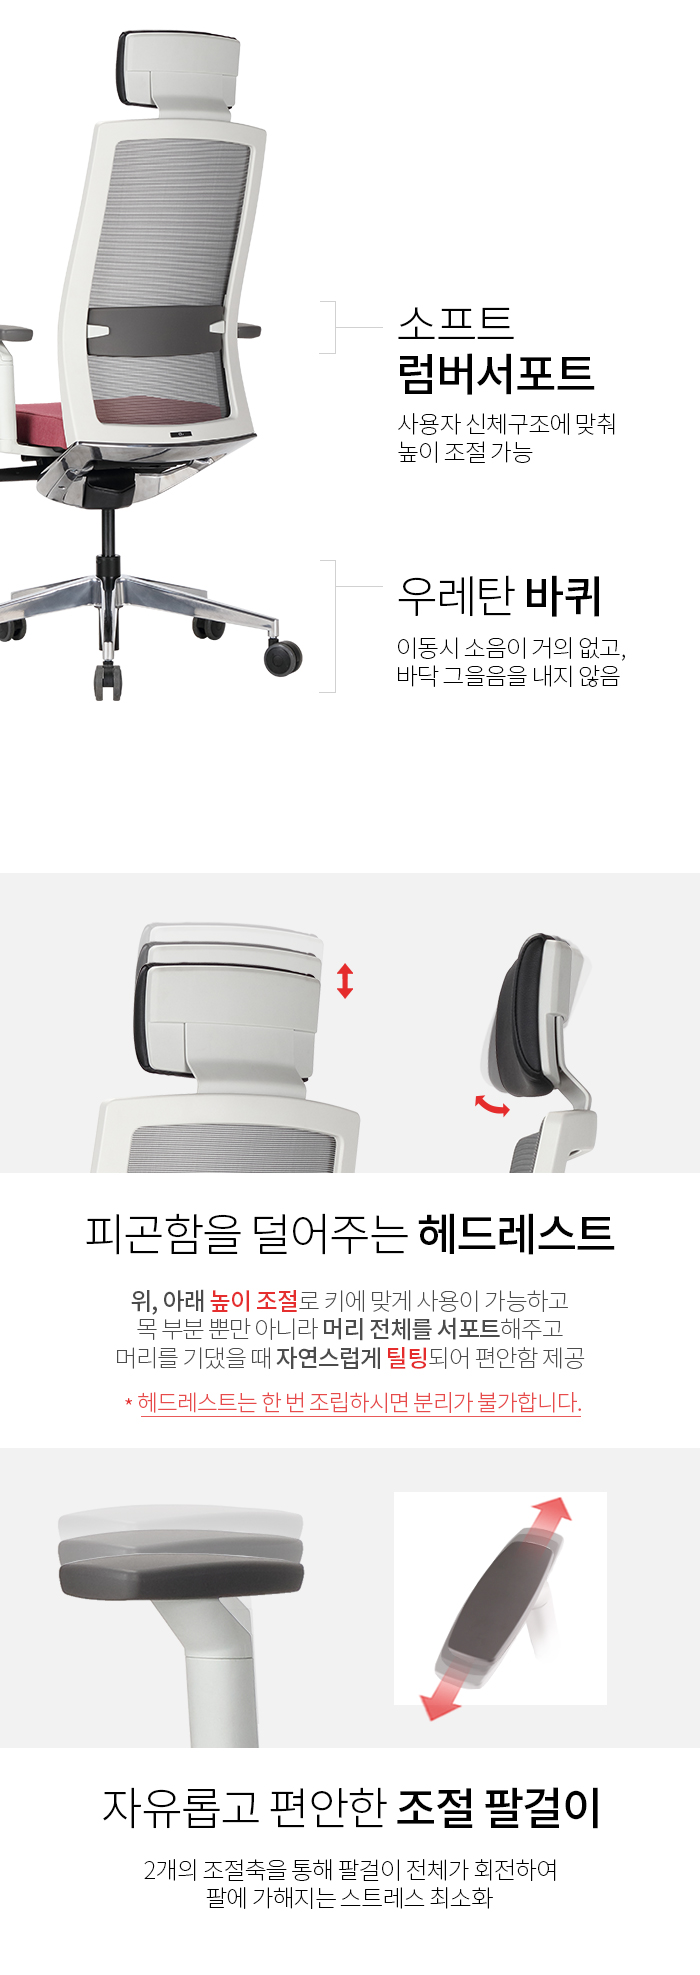 소프트
럼버서포트
사용자 신체구조에 맞춰
높이 조절 가능
우레탄 바퀴
이동시 소음이 거의 없고,
바닥 그을음을 내지 않음
피곤함을 덜어주는 헤드레스트
위, 아래 높이 조절로 키에 맞게 사용이 가능하고
목 부분 뿐만 아니라 머리 전체를 서포트해주고
머리를 기댔을 때 자연스럽게 틸팅되어 편안함 제공
* 헤드레스트는 한 번 조립하시면 분리가 불가합니다.
자유롭고 편안한 조절 팔걸이
2개의 조절축을 통해 팔걸이 전체가 회전하여
팔에 가해지는 스트레스 최소화